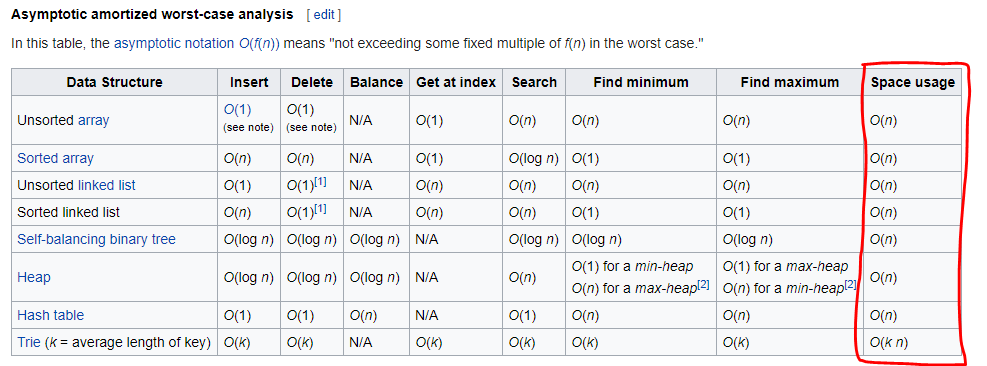 Asymptotic amortized worst-case analysis [ edit ]
In this table, the asymptotic notation O(f(n)) means "not exceeding some fixed multiple of f(n) in the worst case."
Data Structure Insert Delete Balance Get at index Search Find minimum Find maximum Space usage
Unsorted array O(1) (see note) O(1) (see note) N/A O(1) O(n) O(n) O(n) O(n)
Sorted array O(n) O(n) N/A O(1) O(log n) O(1) O(1) O(n)
Unsorted linked list O(1) O(1)[1] N/A O(n) O(n) O(n) O(n) O(n)
Sorted linked list O(n) O(1)[1] N/A O(n) O(n) O(1) O(1) O(n)
Self-balancing binary tree O(log n) O(log n) O(log n) N/A O(log n) O(log n) O(log n) O(n)
Heap O(log n) O(log n) O(log n) N/A O(n) O(1) for a min-heap O(n) for a max-heap[2] O(1) for a max-heap O(n) for a min-heap[2] O(n)
Hash table O(1) O(1) O(n) N/A O(1) O(n) O(n) O(n)
Trie (k = average length of key) O(k) O(k) N/A O(k) O(k) O(k) O(k) O(k n)